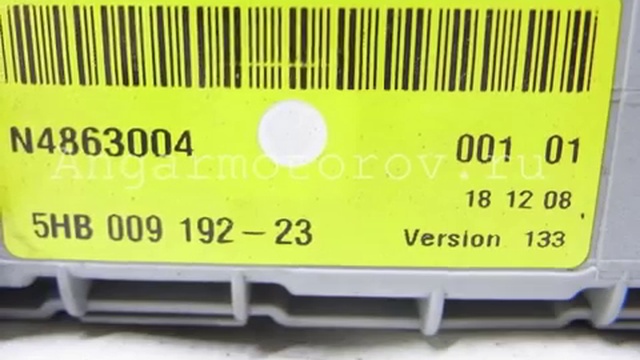 N4863004 001 01
Angarmotorov.ru
18 12 08
5HB 009 192-23 Version 133